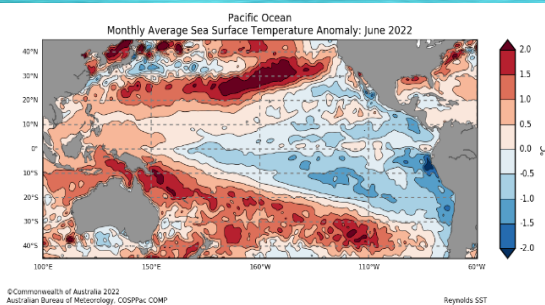 Pacific Ocean
Monthly Average Sea Surface Temperature Anomaly: June 2022
40°N
30°N
20°N
10°N
0°
10°S
20°S
30°S
40°S
100°E
150°E
160°W
110°W
60°W
2.0
1.5
1.0
0.5
0.0
-0.5
-1.0
-1.5
-2.0
°C
©Commonwealth of Australia 2022
Australian Bureau of Meteorology, COSPPac COMP
Reynolds SST